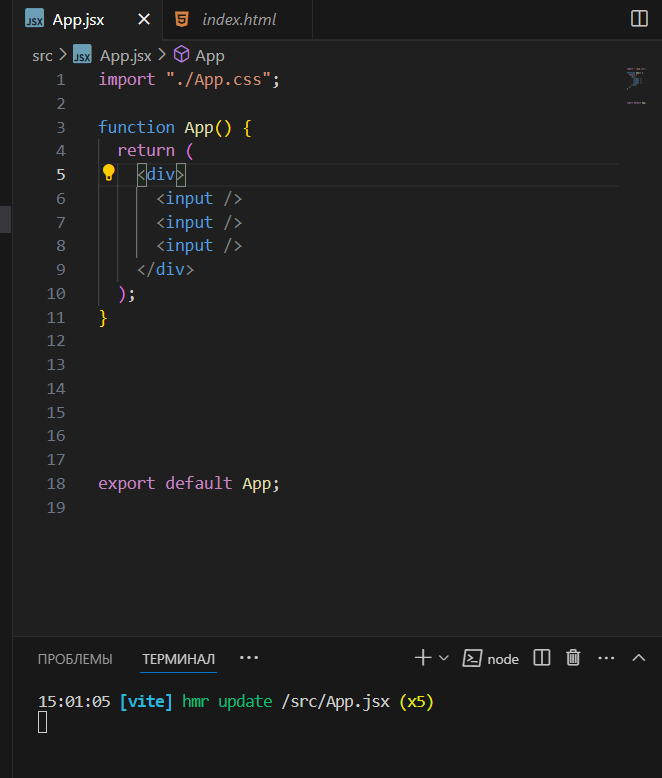 JSX App.jsx × index.html
src > JSX App.jsx > App
1 import "./App.css";
2
3 function App() {
4 return (
5 <div>
6 <input />
7 <input />
8 <input />
9 </div>
10 );
11 }
12
13
14
15
16
17
18 export default App;
19
ПРОБЛЕМЫ ТЕРМИНАЛ ··· node ···
15:01:05 [vite] hmr update /src/App.jsx (x5)